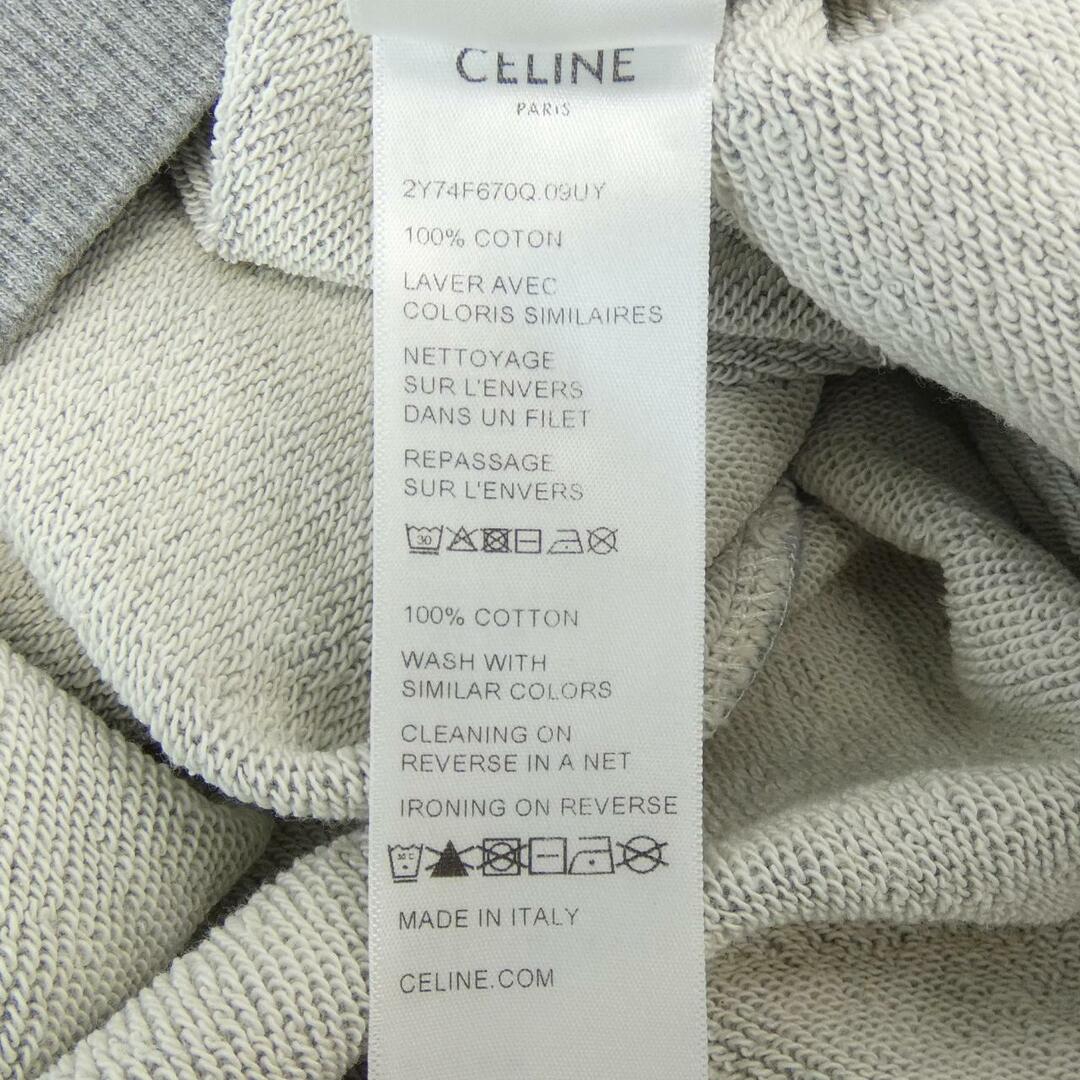 CELINE
PARIS
2Y74F670Q.09UY
100% COTON
LAVER AVEC
COLORIS SIMILAIRES
NETTOYAGE
SUR L'ENVERS
DANS UN FILET
REPASSAGE
SUR L'ENVERS
30
100% COTTON
WASH WITH
SIMILAR COLORS
CLEANING ON
REVERSE IN A NET
IRONING ON REVERSE
30°C
MADE IN ITALY
CELINE.COM